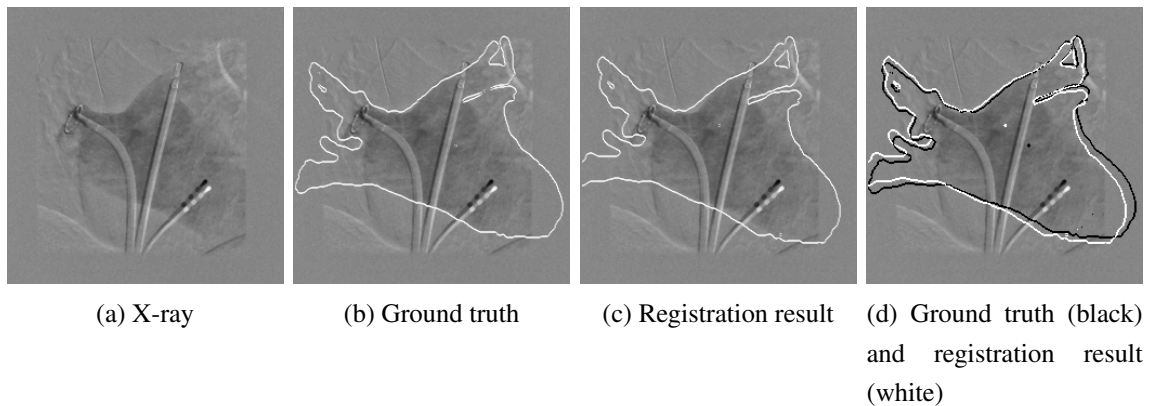 (a) X-ray
(b) Ground truth
(c) Registration result
(d) Ground truth (black)
and registration result
(white)